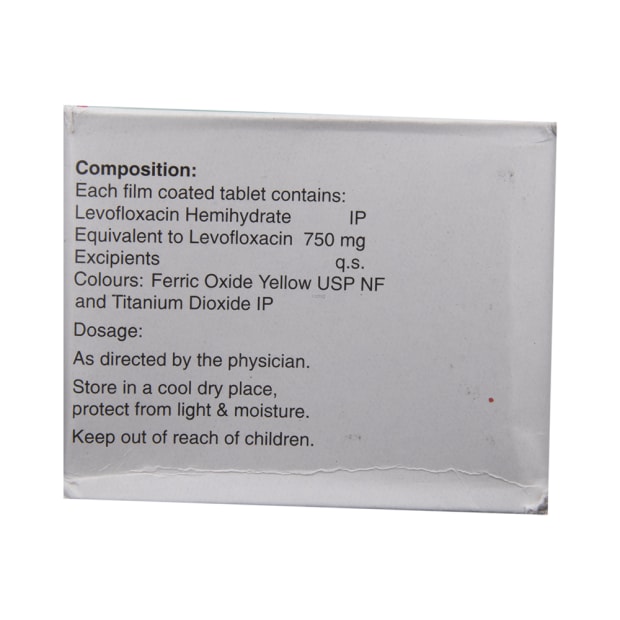 Composition:
Each film coated tablet contains:
Levofloxacin Hemihydrate IP
Equivalent to Levofloxacin 750 mg
Excipients q.s.
Colours: Ferric Oxide Yellow USP NF
and Titanium Dioxide IP
Dosage:
As directed by the physician.
Store in a cool dry place,
protect from light & moisture.
Keep out of reach of children.